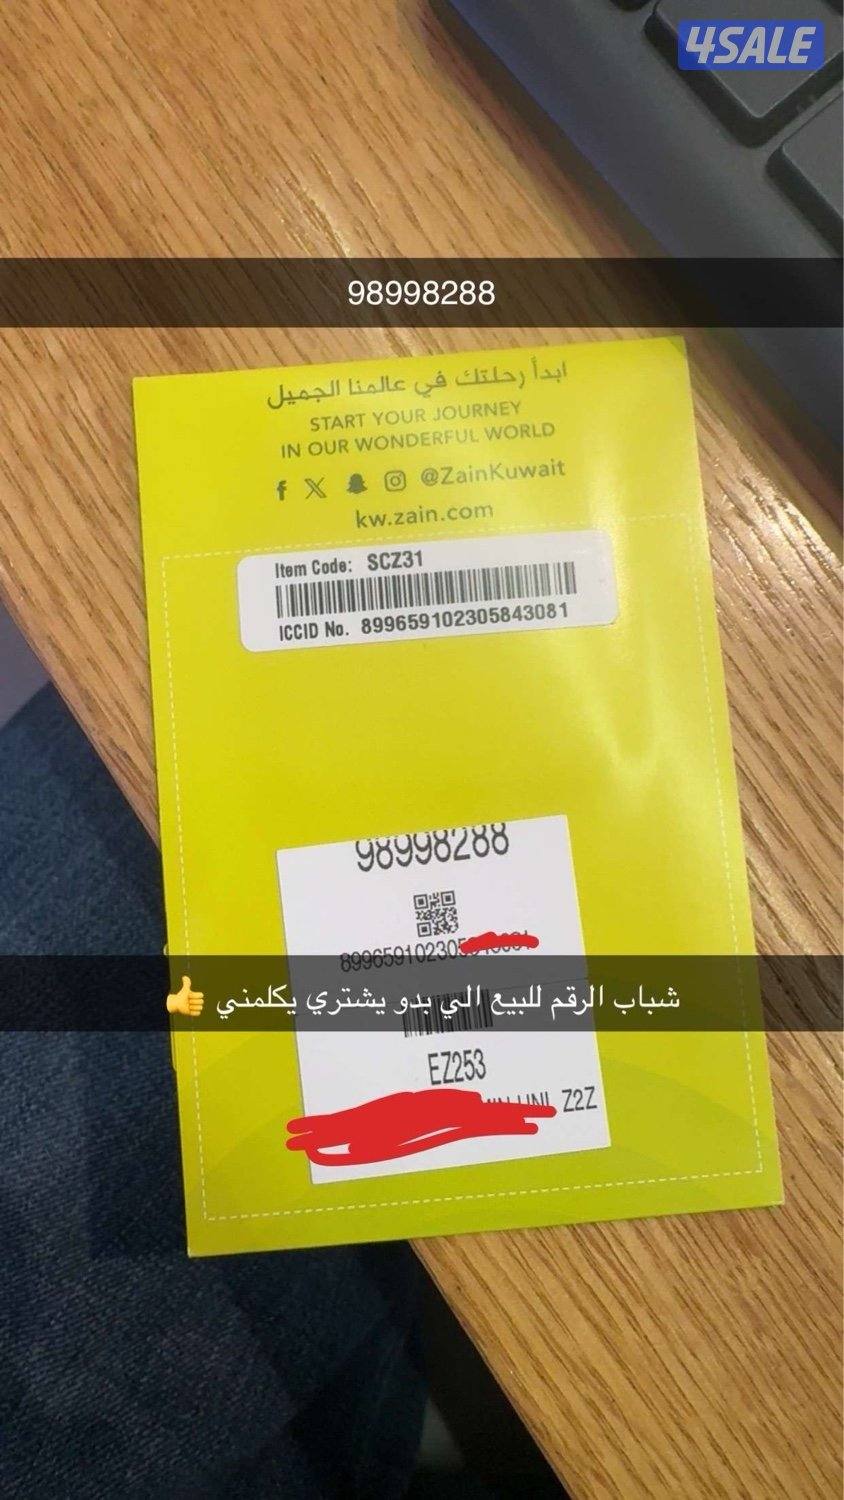 4SALE
98998288
ابدأ رحلتك في عالمنا الجميل
START YOUR JOURNEY
IN OUR WONDERFUL WORLD
@ZainKuwait
kw.zain.com
Item Code: SCZ31
ICCID No. 899659102305843081
98998288
899659102305
شباب الرقم للبيع الي بدو يشتري يكلمني 👍
EZ253
Z2Z